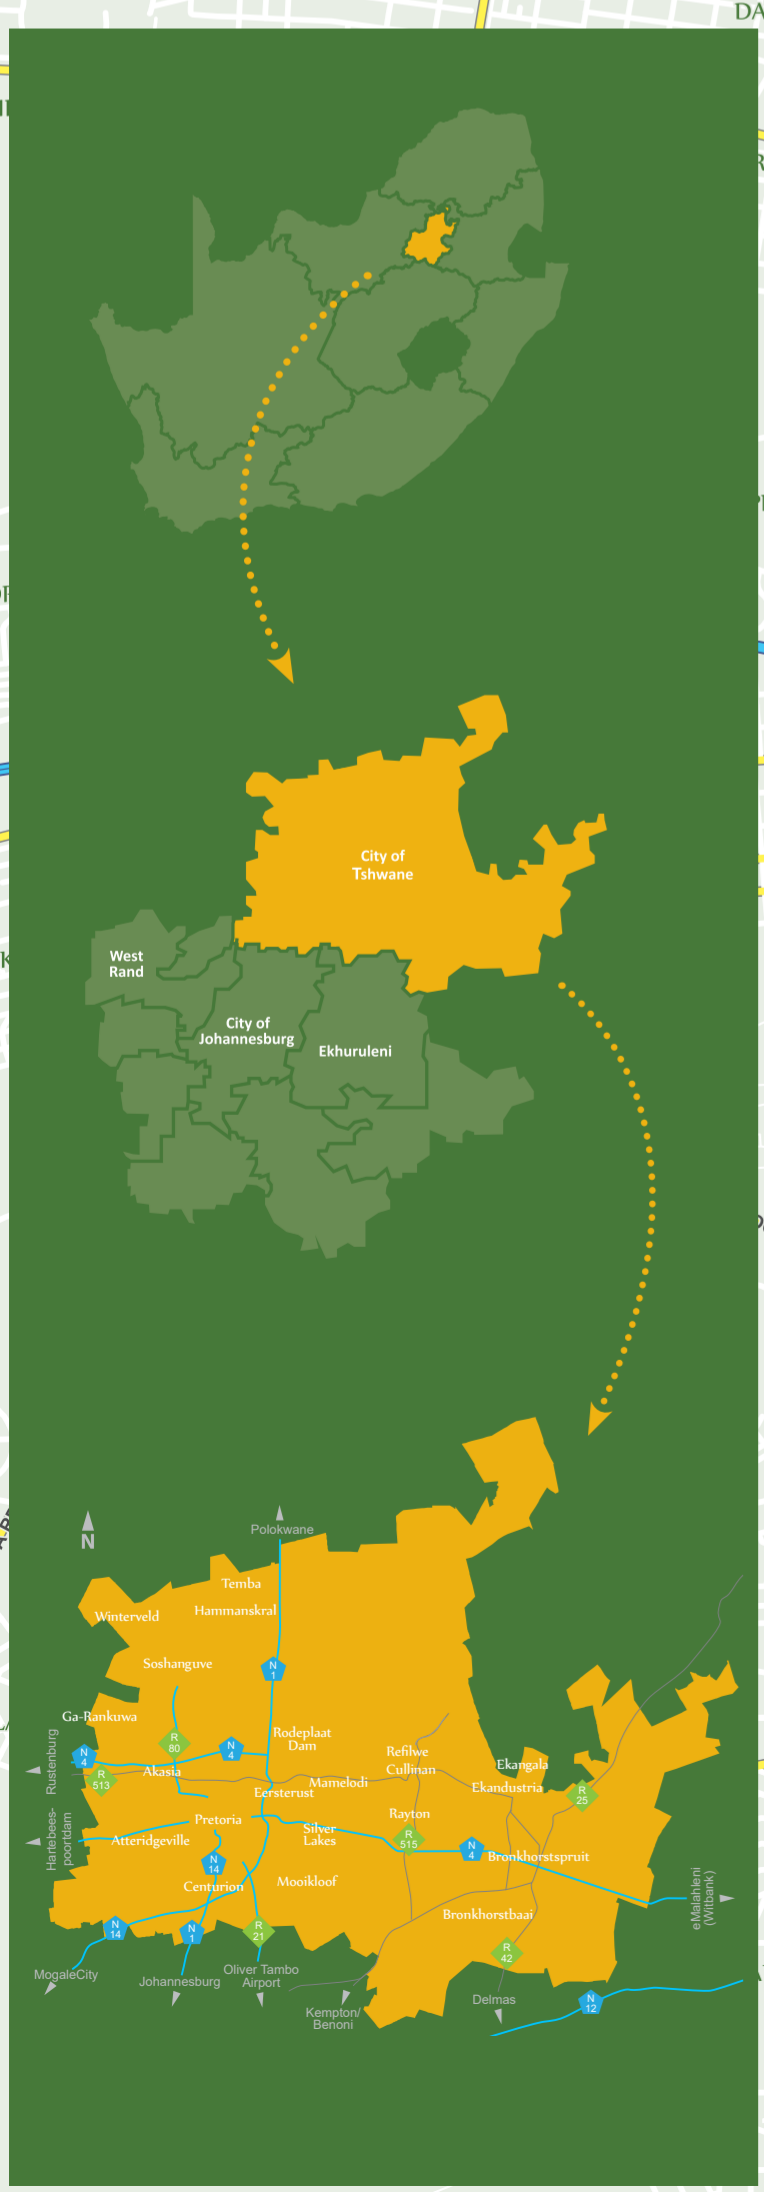 DA
City of
Tshwane
West
Rand
City of
Johannesburg
Ekhuruleni
N
Polokwane
Temba
Winterveld
Hammanskral
Soshanguve
N
1
Ga-Rankuwa
Rodeplaat
Dam
R
80
N
4
N
4
Rustenburg
R
513
Akasia
Refilwe
Cullinan
Ekangala
Mamelodi
Ekandustria
Eersterust
R
25
Pretoria
Rayton
Hartebees-
poortdam
Atteridgeville
Silver
Lakes
R
515
N
4
Bronkhorstspruit
N
14
Centurion
Mooikloof
eMalahleni
(Witbank)
Bronkhorstbaai
N
14
N
1
R
21
R
42
MogaleCity
Johannesburg
Oliver Tambo
Airport
Kempton/
Benoni
Delmas
N
12